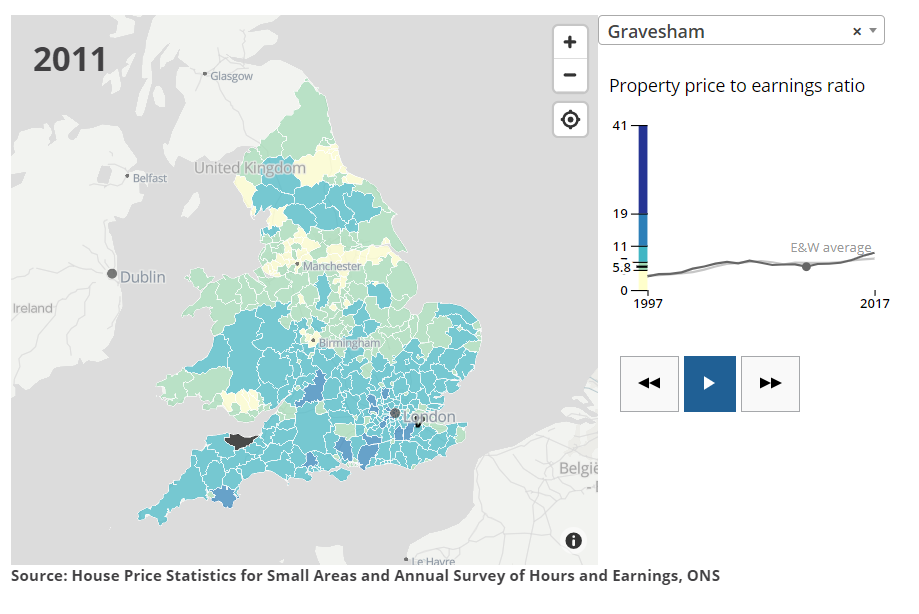 2011
Gravesham
×
Glasgow
Property price to earnings ratio
41
United Kingdom
Belfast
19
11
E&W average
Manchester
5.8
Dublin
0
1997
2017
Ireland
Birmingham
London
België
Le Havre
Source: House Price Statistics for Small Areas and Annual Survey of Hours and Earnings, ONS